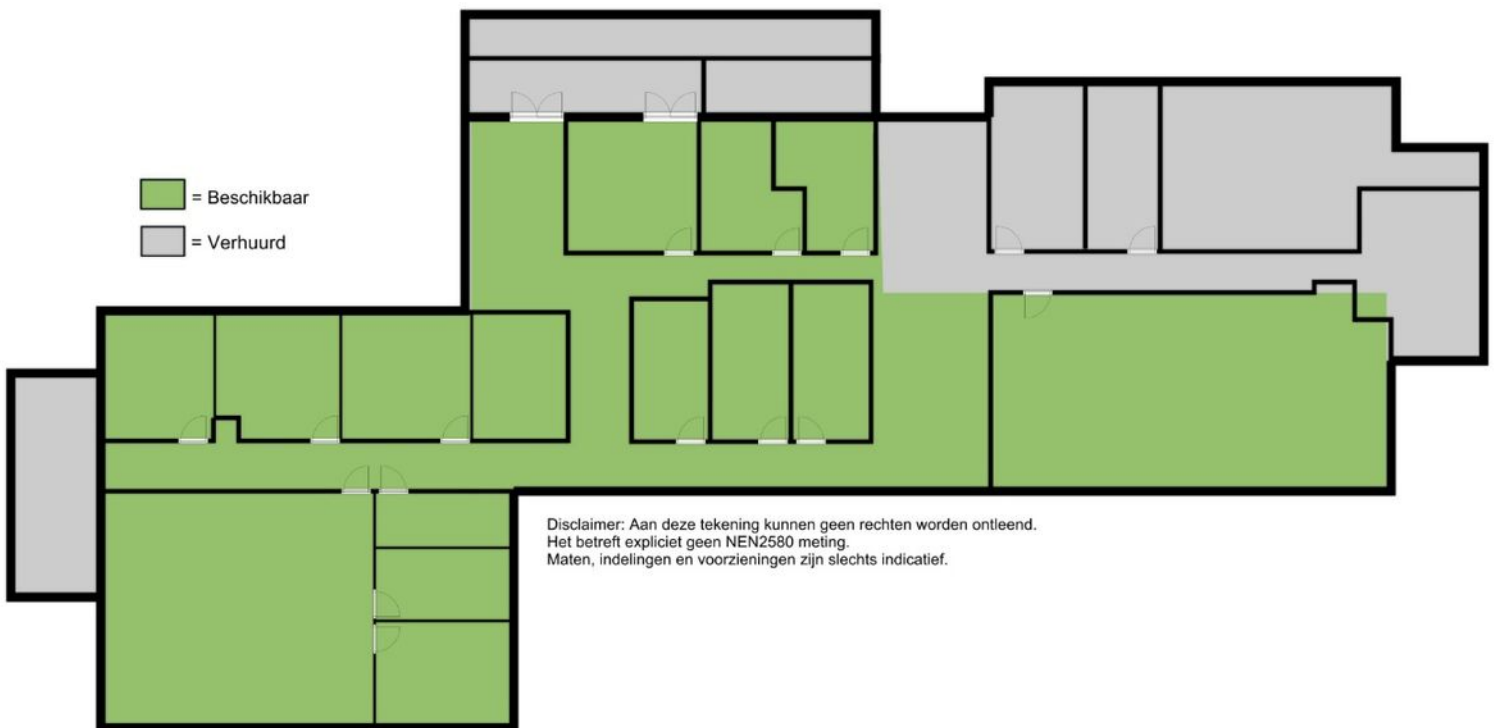 = Beschikbaar
= Verhuurd
Disclaimer: Aan deze tekening kunnen geen rechten worden ontleend.
Het betreft expliciet geen NEN2580 meting.
Maten, indelingen en voorzieningen zijn slechts indicatief.